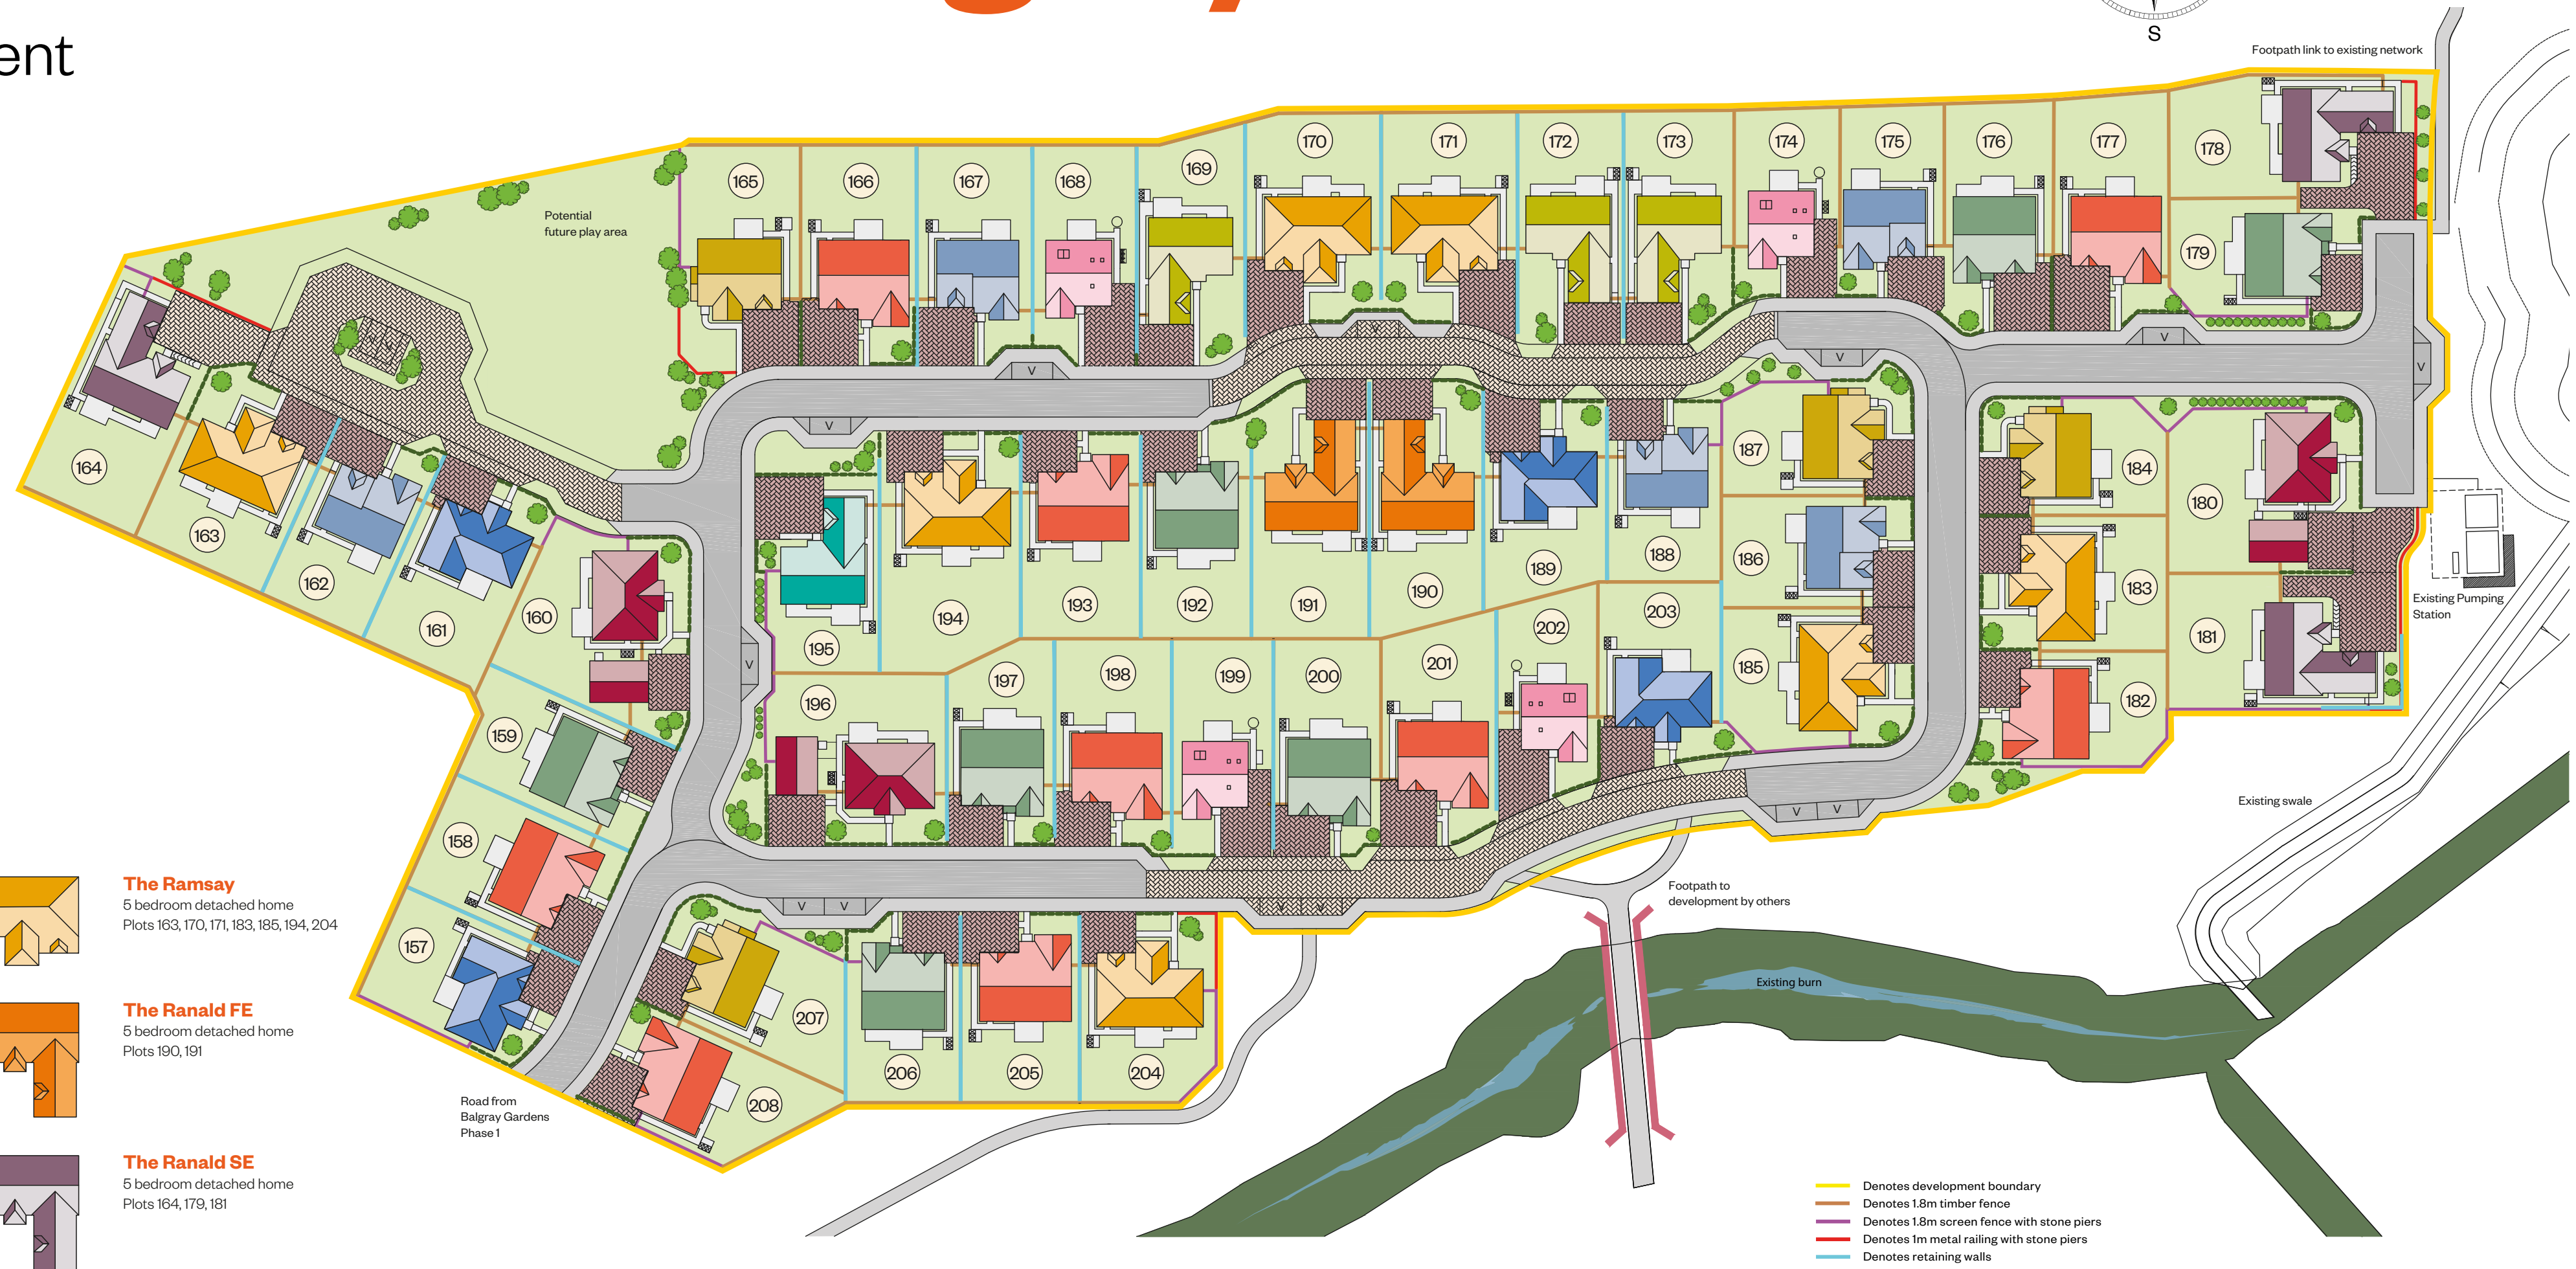 ent
S
Footpath link to existing network
170
171
172
173
174
175
176
177
178
169
165
166
167
168
Potential
future play area
179
V
V
V
V
V
V
164
163
162
161
160
187
184
180
188
186
189
183
190
191
192
193
194
195
Existing Pumping
Station
181
185
203
202
201
200
199
198
197
196
182
V
159
158
157
V V
Existing swale
V V
V V
Footpath to
development by others
Existing burn
207
206
205
204
208
Road from
Balgray Gardens
Phase 1
The Ramsay
5 bedroom detached home
Plots 163, 170, 171, 183, 185, 194, 204
The Ranald FE
5 bedroom detached home
Plots 190, 191
The Ranald SE
5 bedroom detached home
Plots 164, 179, 181
Denotes development boundary
Denotes 1.8m timber fence
Denotes 1.8m screen fence with stone piers
Denotes 1m metal railing with stone piers
Denotes retaining walls